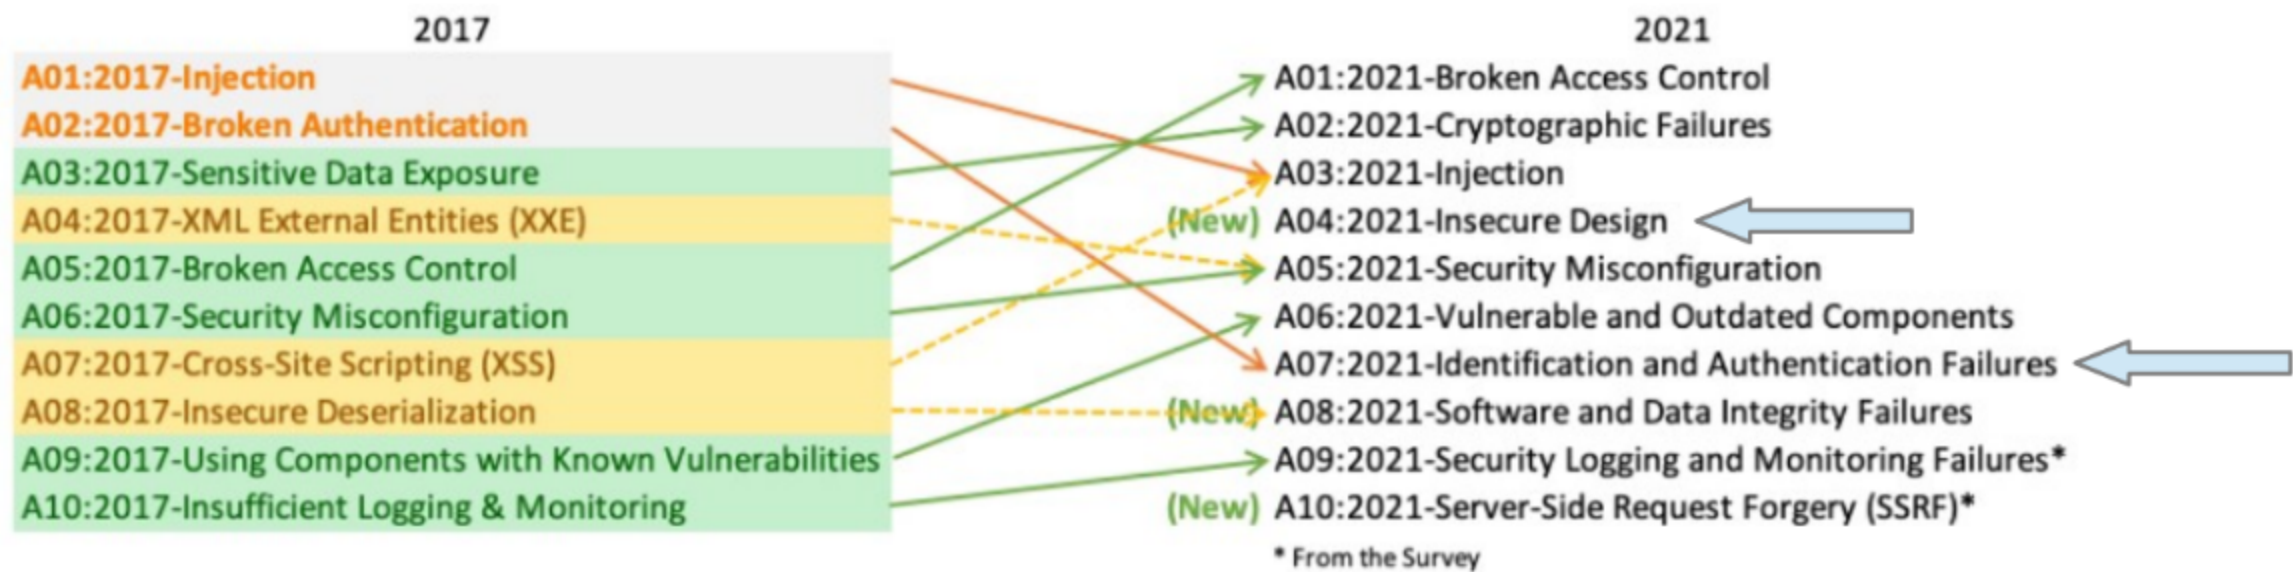 2017
A01:2017-Injection
A02:2017-Broken Authentication
A03:2017-Sensitive Data Exposure
A04:2017-XML External Entities (XXE)
A05:2017-Broken Access Control
A06:2017-Security Misconfiguration
A07:2017-Cross-Site Scripting (XSS)
A08:2017-Insecure Deserialization
A09:2017-Using Components with Known Vulnerabilities
A10:2017-Insufficient Logging & Monitoring
2021
A01:2021-Broken Access Control
A02:2021-Cryptographic Failures
A03:2021-Injection
(New) A04:2021-Insecure Design
A05:2021-Security Misconfiguration
A06:2021-Vulnerable and Outdated Components
A07:2021-Identification and Authentication Failures
(New) A08:2021-Software and Data Integrity Failures
A09:2021-Security Logging and Monitoring Failures*
(New) A10:2021-Server-Side Request Forgery (SSRF)*
* From the Survey